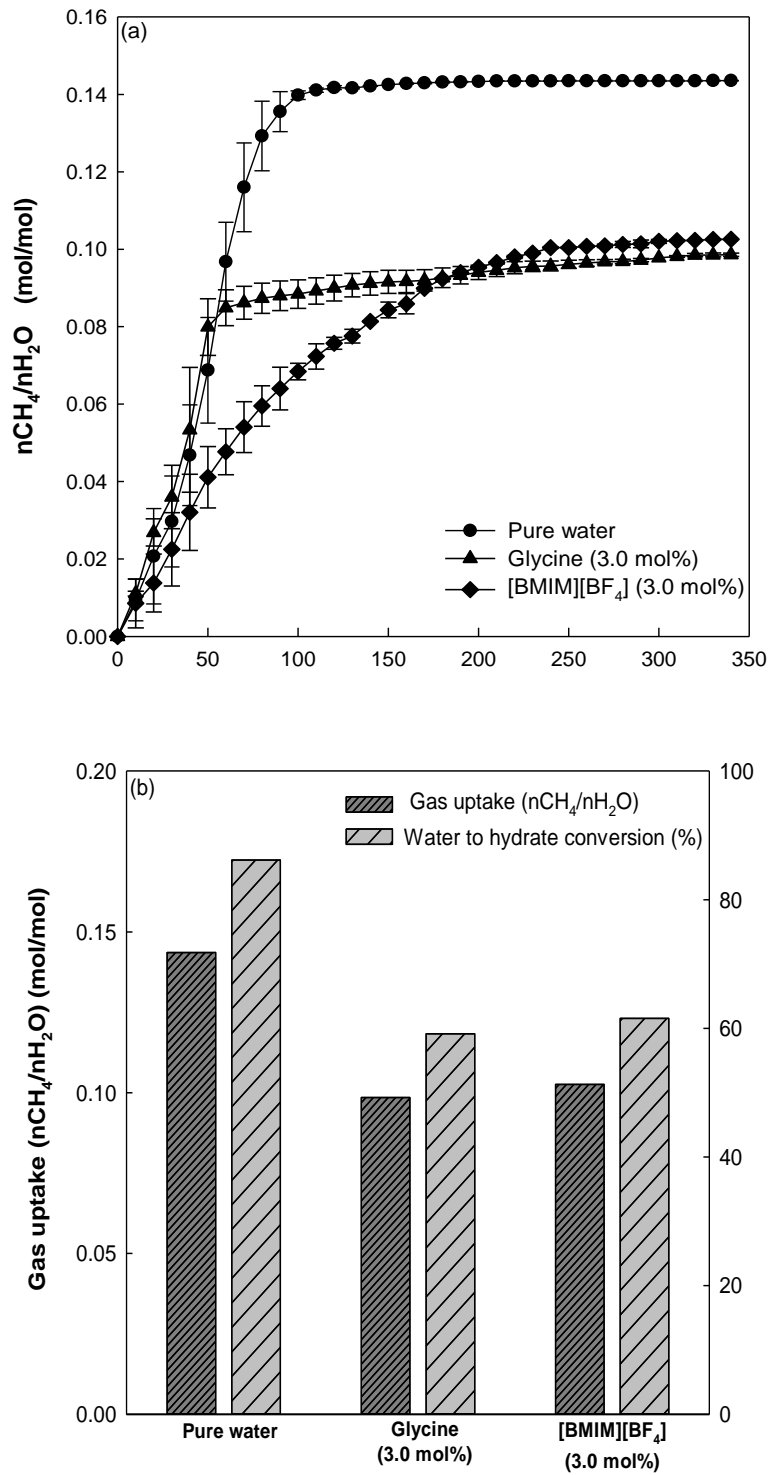 (a)
0.16
0.14
0.12
0.10
0.08
0.06
0.04
0.02
0.00
nCH₄/nH₂O (mol/mol)
Pure water
Glycine (3.0 mol%)
[BMIM][BF₄] (3.0 mol%)
0 50 100 150 200 250 300 350
(b)
0.20
0.15
0.10
0.05
0.00
Gas uptake (nCH₄/nH₂O) (mol/mol)
Gas uptake (nCH₄/nH₂O)
Water to hydrate conversion (%)
100
80
60
40
20
0
Pure water
Glycine
(3.0 mol%)
[BMIM][BF₄]
(3.0 mol%)